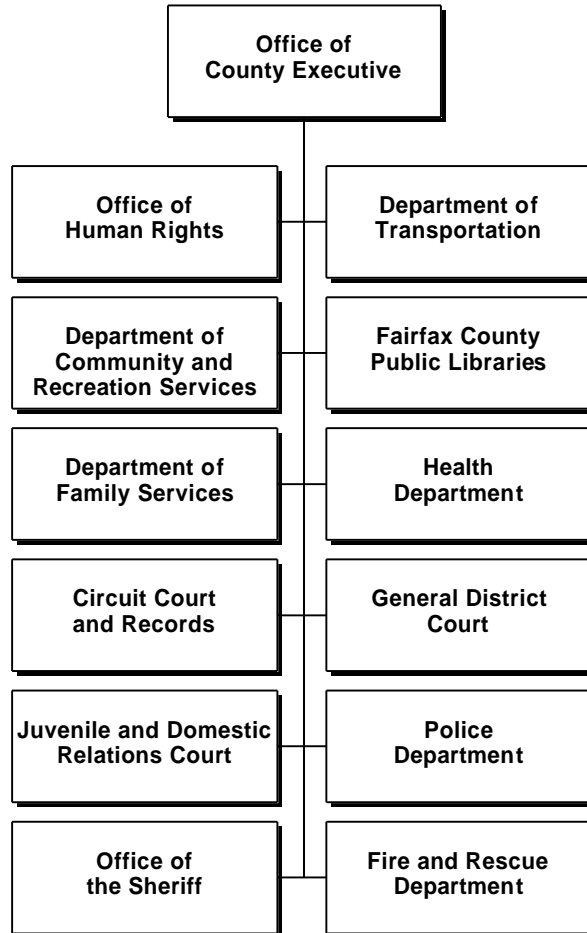 Office of
County Executive
Office of
Human Rights
Department of
Transportation
Department of
Community and
Recreation Services
Fairfax County
Public Libraries
Department of
Family Services
Health
Department
Circuit Court
and Records
General District
Court
Juvenile and Domestic
Relations Court
Police
Department
Office of
the Sheriff
Fire and Rescue
Department